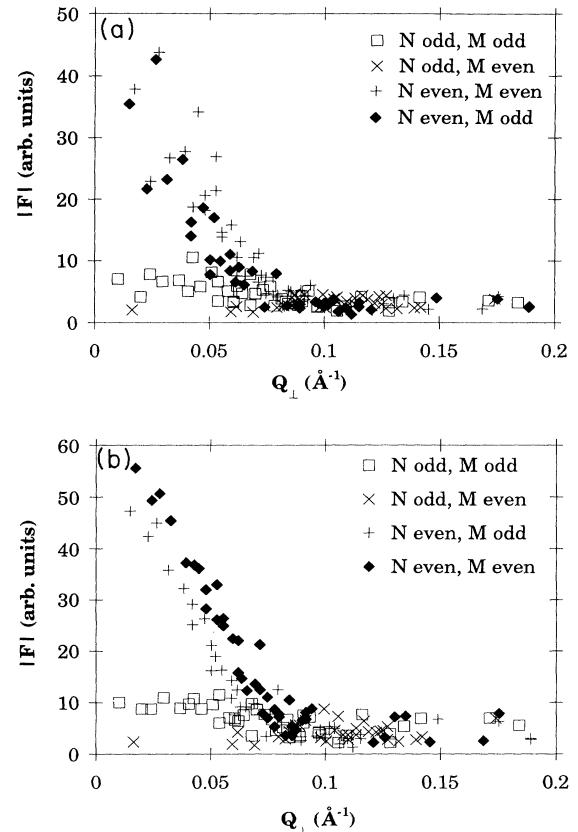 (a)
50
40
30
20
10
0
|F| (arb. units)
N odd, M odd
N odd, M even
N even, M even
N even, M odd
0 0.05 0.1 0.15 0.2
Q⊥ (Å-1)
(b)
60
50
40
30
20
10
0
|F| (arb. units)
N odd, M odd
N odd, M even
N even, M odd
N even, M even
0 0.05 0.1 0.15 0.2
Q⊥ (Å-1)